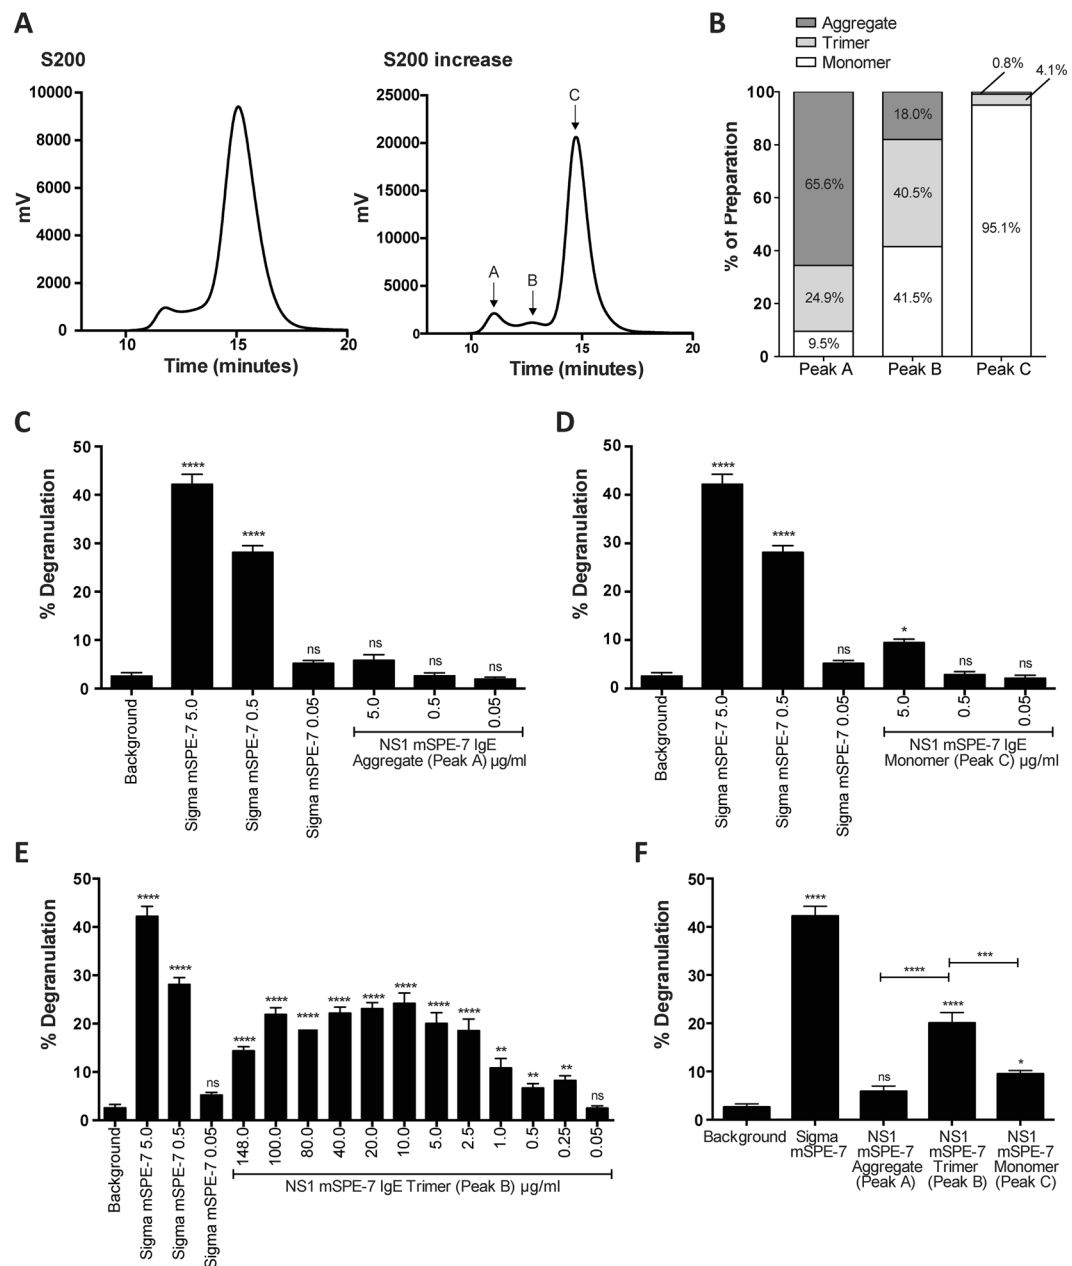 A
S200
10000
8000
6000
4000
2000
0
mV
10
15
20
Time (minutes)
S200 increase
25000
20000
15000
10000
5000
0
mV
A
B
C
10
15
20
Time (minutes)
B
Aggregate
Trimer
Monomer
0.8%
4.1%
100
80
60
40
20
0
% of Preparation
65.6%
24.9%
9.5%
18.0%
40.5%
41.5%
95.1%
Peak A
Peak B
Peak C
C
50
40
30
20
10
0
% Degranulation
****
****
ns
ns
ns
ns
Background
Sigma mSPE-7 5.0
Sigma mSPE-7 0.5
Sigma mSPE-7 0.05
5.0
0.5
0.05
NS1 mSPE-7 IgE
Aggregate (Peak A) µg/ml
D
50
40
30
20
10
0
% Degranulation
****
****
ns
*
ns
ns
Background
Sigma mSPE-7 5.0
Sigma mSPE-7 0.5
Sigma mSPE-7 0.05
5.0
0.5
0.05
NS1 mSPE-7 IgE
Monomer (Peak C) µg/ml
E
50
40
30
20
10
0
% Degranulation
****
****
ns
****
****
****
****
****
****
****
****
**
**
**
ns
Background
Sigma mSPE-7 5.0
Sigma mSPE-7 0.5
Sigma mSPE-7 0.05
148.0
100.0
80.0
40.0
20.0
10.0
5.0
2.5
1.0
0.5
0.25
0.05
NS1 mSPE-7 IgE Trimer (Peak B) µg/ml
F
50
40
30
20
10
0
% Degranulation
****
ns
****
****
***
*
Background
Sigma
mSPE-7
NS1
mSPE-7
Aggregate
(Peak A)
NS1
mSPE-7
Trimer
(Peak B)
NS1
mSPE-7
Monomer
(Peak C)